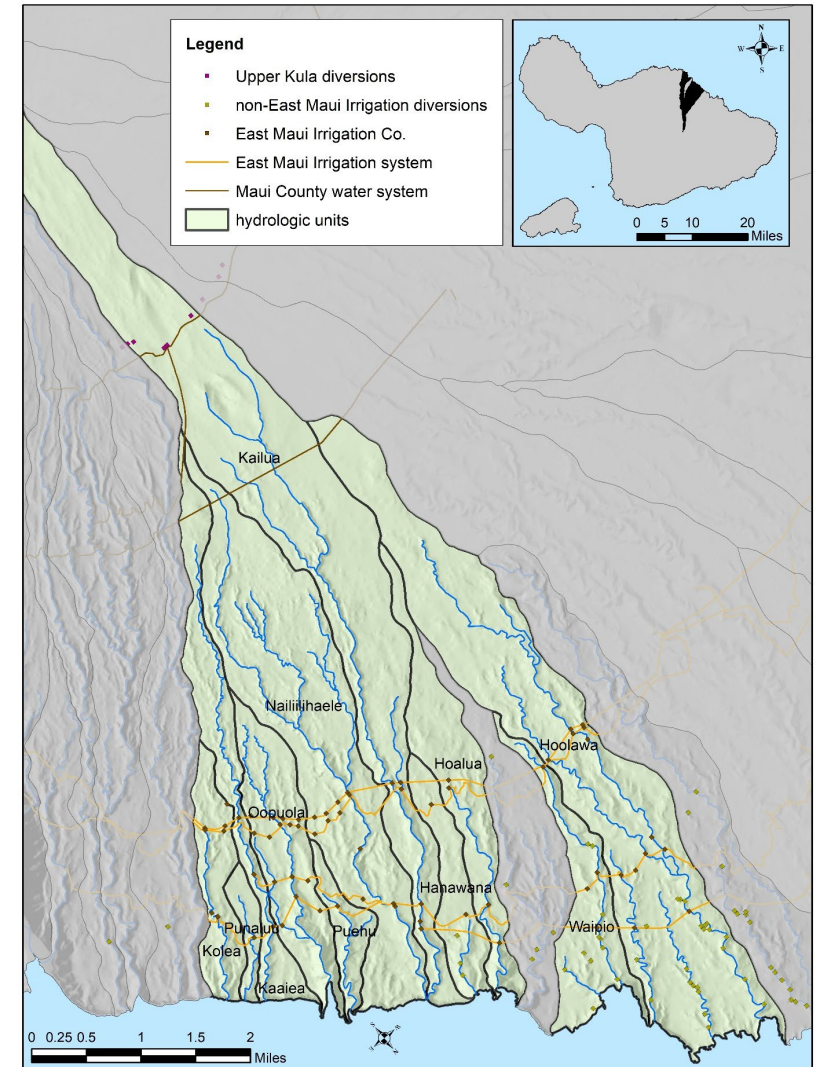 Legend
Upper Kula diversions
non-East Maui Irrigation diversions
East Maui Irrigation Co.
East Maui Irrigation system
Maui County water system
hydrologic units
N
W E
S
0 5 10 20
Miles
Kailua
Nailiilihaele
Hoolawa
Hoalua
Oopuola
Hanawana
Punaluu
Puehu
Waipio
Kolea
Kaaiea
0 0.25 0.5 1 1.5 2
Miles